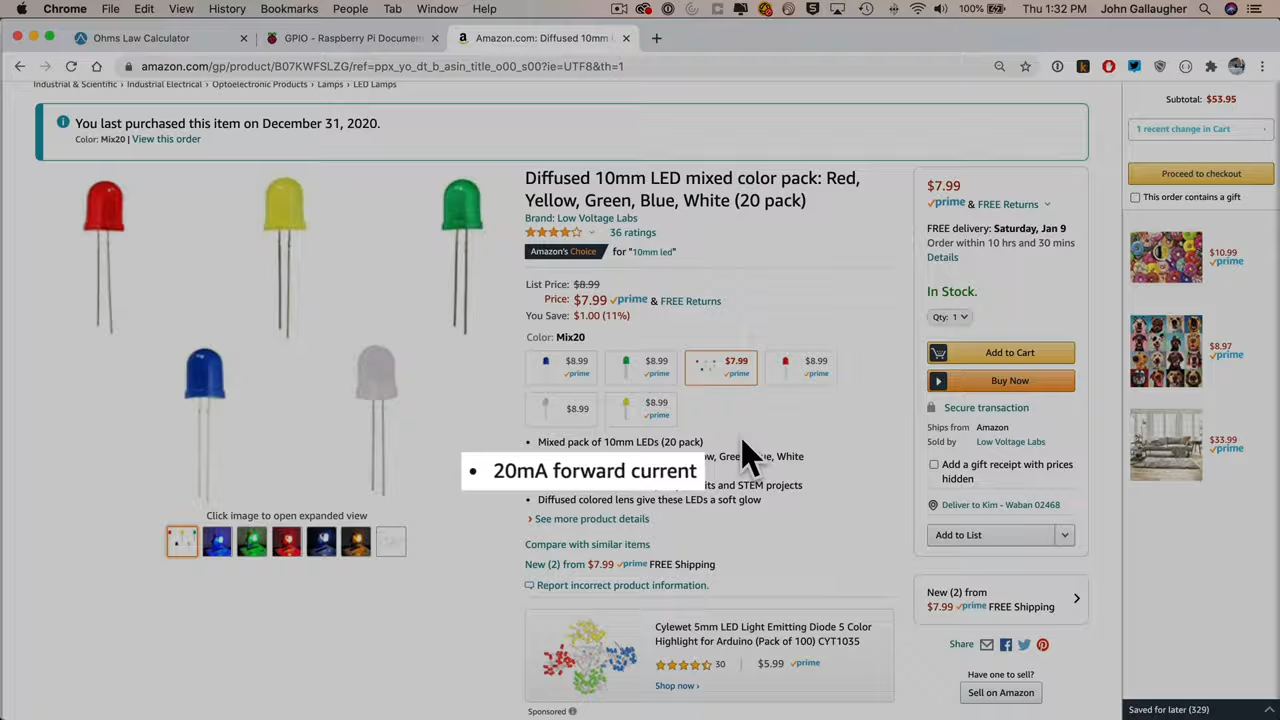 Chrome File Edit View History Bookmarks People Tab Window Help 100% Thu 1:32 PM John Gallaugher
Ohms Law Calculator
GPIO - Raspberry Pi Documen
Amazon.com: Diffused 10mm
amazon.com/gp/product/B07KWFSLZG/ref=ppx_yo_dt_b_asin_title_o00_s00?ie=UTF8&th=1
Industrial & Scientific › Industrial Electrical › Optoelectronic Products › Lamps › LED Lamps
You last purchased this item on December 31, 2020.
Color: Mix20 | View this order
Diffused 10mm LED mixed color pack: Red,
Yellow, Green, Blue, White (20 pack)
Brand: Low Voltage Labs
36 ratings
Amazon's Choice for "10mm led"
List Price: $8.99
Price: $7.99 prime & FREE Returns
You Save: $1.00 (11%)
Color: Mix20
$8.99 prime
$8.99 prime
$7.99 prime
$8.99 prime
$8.99
$8.99 prime
• Mixed pack of 10mm LEDs (20 pack)
• 20mA forward current
and STEM projects
• Diffused colored lens give these LEDs a soft glow
› See more product details
Compare with similar items
New (2) from $7.99 prime FREE Shipping
Report incorrect product information.
Click image to open expanded view
Cylewet 5mm LED Light Emitting Diode 5 Color
Highlight for Arduino (Pack of 100) CYT1035
30 | $5.99 prime
Shop now ›
Sponsored
$7.99
prime & FREE Returns
FREE delivery: Saturday, Jan 9
Order within 10 hrs and 30 mins
Details
In Stock.
Qty: 1
Add to Cart
Buy Now
Secure transaction
Ships from Amazon
Sold by Low Voltage Labs
Add a gift receipt with prices
hidden
Deliver to Kim - Waban 02468
Add to List
New (2) from
$7.99 prime FREE Shipping
Share
Have one to sell?
Sell on Amazon
Subtotal: $53.95
1 recent change in Cart
Proceed to checkout
This order contains a gift
$10.99
prime
$8.97
prime
$33.99
prime
Saved for later (329)